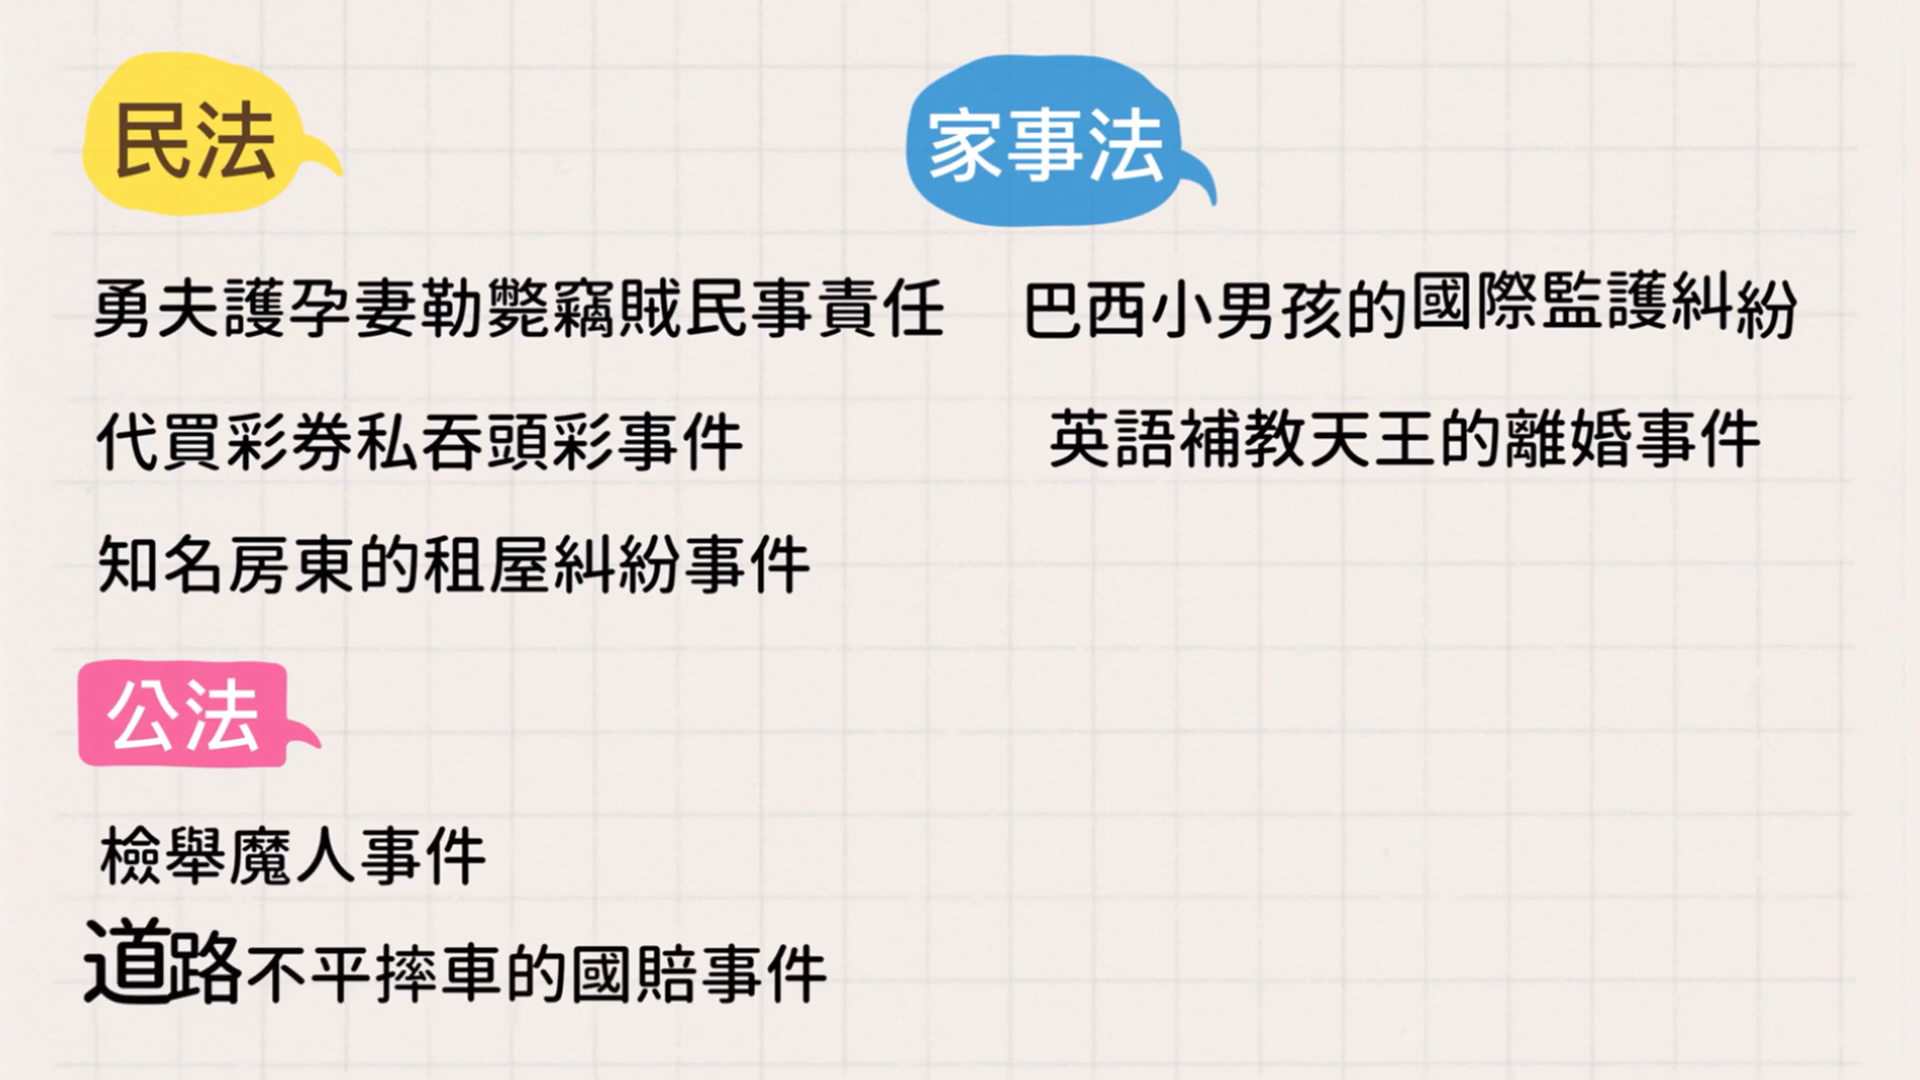 民法
勇夫護孕妻勒斃竊賊民事責任
代買彩券私吞頭彩事件
知名房東的租屋糾紛事件
家事法
巴西小男孩的國際監護糾紛
英語補教天王的離婚事件
公法
檢舉魔人事件
道路不平摔車的國賠事件